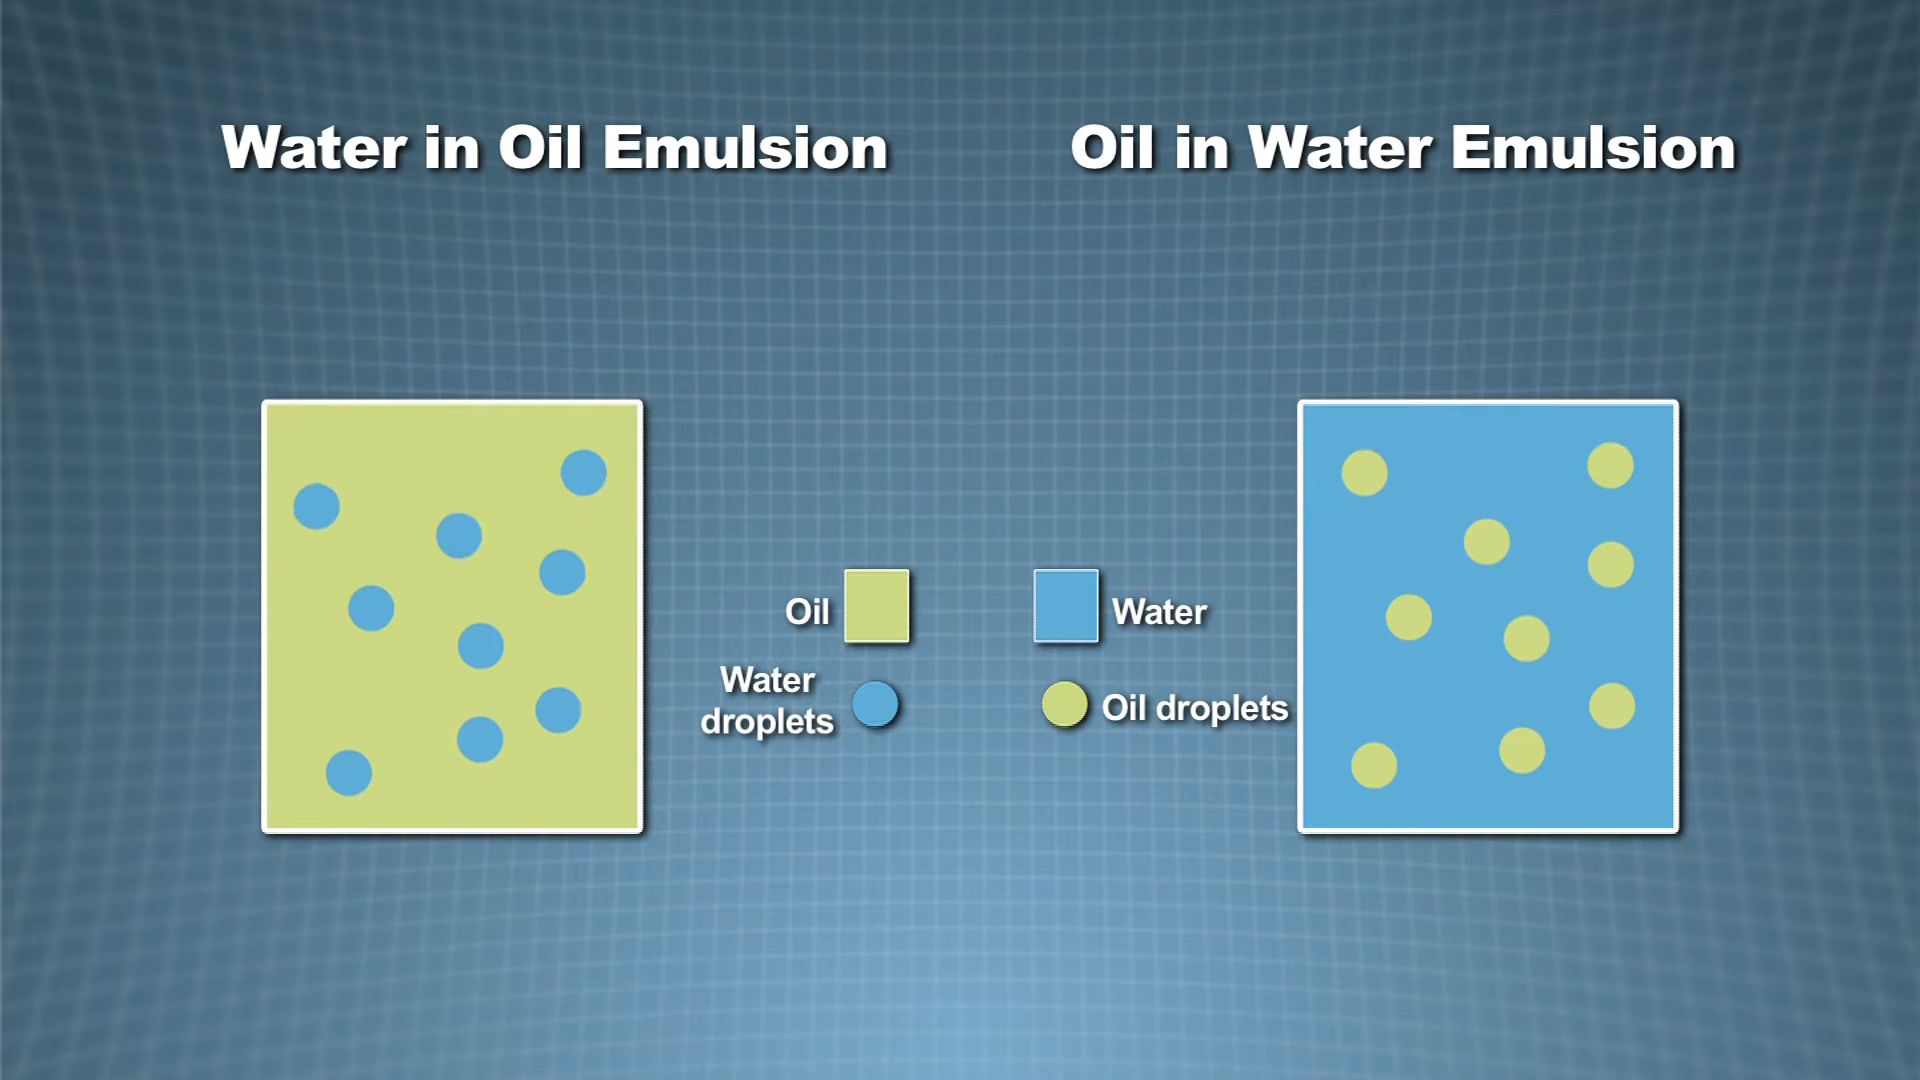 Water in Oil Emulsion
Oil in Water Emulsion
Oil
Water
droplets
Water
Oil droplets